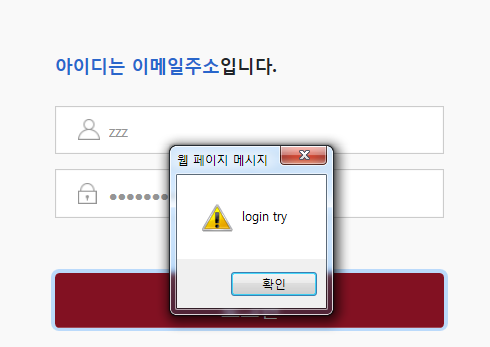 아이디는 이메일주소입니다.
zzz
웹 페이지 메시지
login try
확인